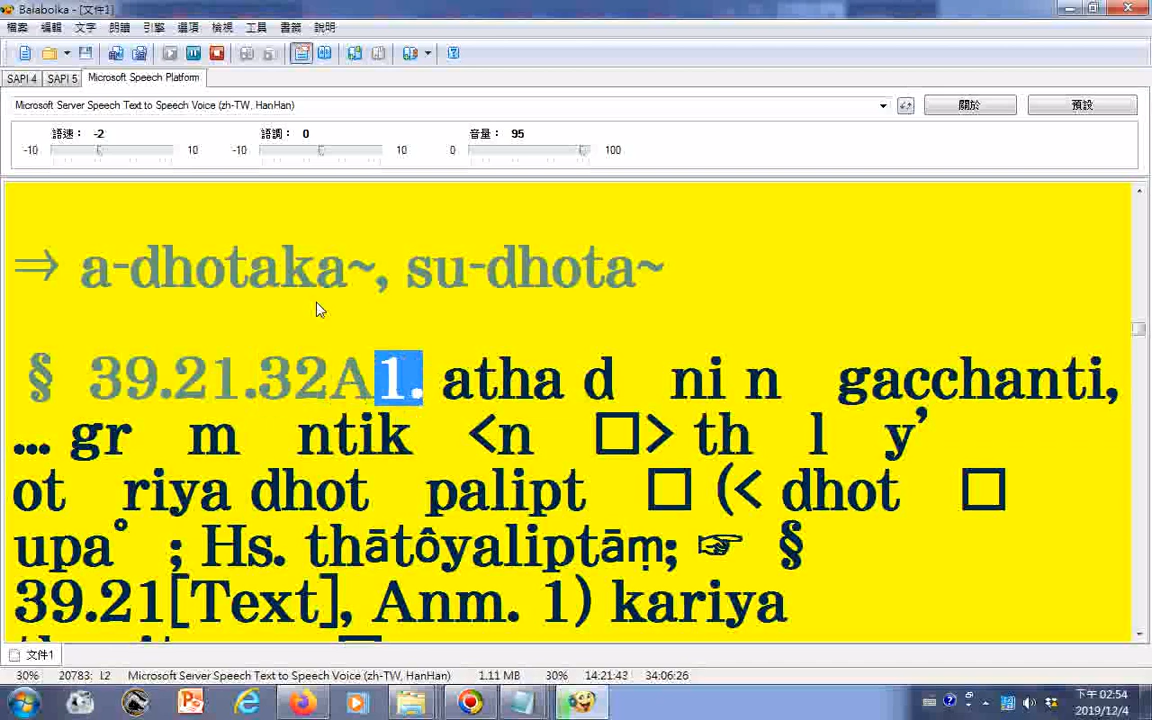 Balabolka - [文件1]
檔案 編輯 文字 朗讀 引擎 選項 檢視 工具 書籤 說明
SAPI 4 SAPI 5 Microsoft Speech Platform
Microsoft Server Speech Text to Speech Voice (zh-TW, HanHan) 關於 預設
語速： -2 語調： 0 音量： 95
-10 10 -10 10 0 100
⇒ a-dhotaka~, su-dhota~
§ 39.21.32A1. atha d ni n gacchanti,
... gr m ntik <n □> th l y’
ot riya dhot palipt □ (< dhot □
upa˚ ; Hs. thātôyaliptāṃ; ☞ §
39.21[Text], Anm. 1) kariya
文件1
30% 20783: 12 Microsoft Server Speech Text to Speech Voice (zh-TW, HanHan) 1.11 MB 30% 14:21:43 34:06:26
下午 02:54
2019/12/4